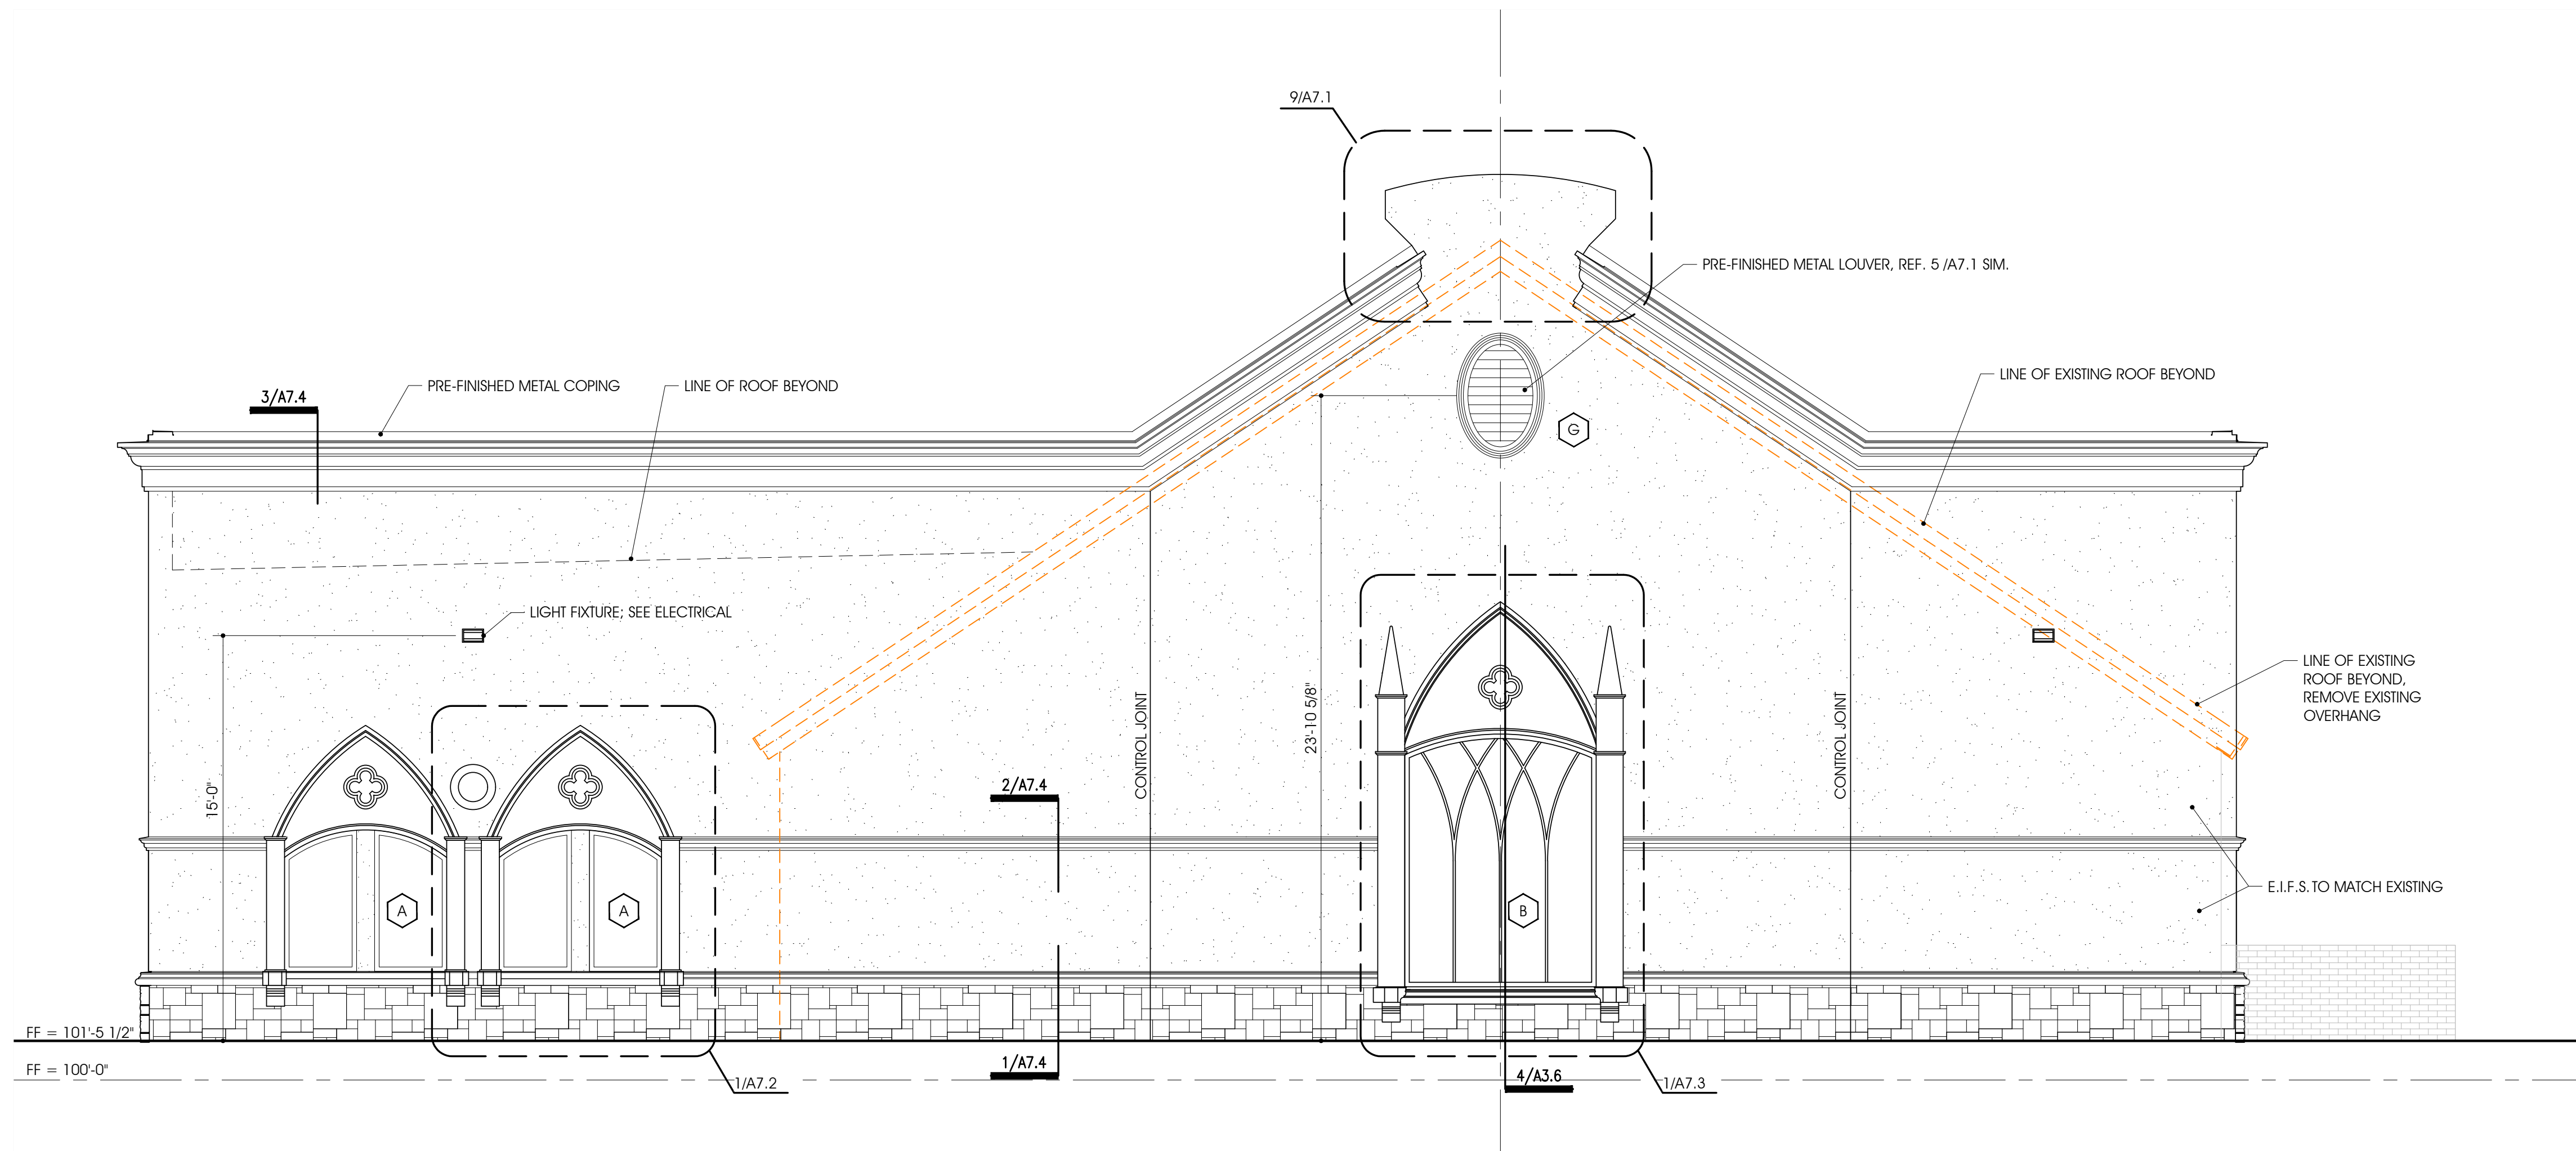 9/A7.1
PRE-FINISHED METAL LOUVER, REF. 5 /A7.1 SIM.
3/A7.4
PRE-FINISHED METAL COPING
LINE OF ROOF BEYOND
LINE OF EXISTING ROOF BEYOND
G
LIGHT FIXTURE; SEE ELECTRICAL
LINE OF EXISTING
ROOF BEYOND,
REMOVE EXISTING
OVERHANG
15'-0"
CONTROL JOINT
23'-10 5/8"
CONTROL JOINT
2/A7.4
E.I.F.S. TO MATCH EXISTING
A
A
B
FF = 101'-5 1/2"
FF = 100'-0"
1/A7.4
1/A7.2
4/A3.6
1/A7.3